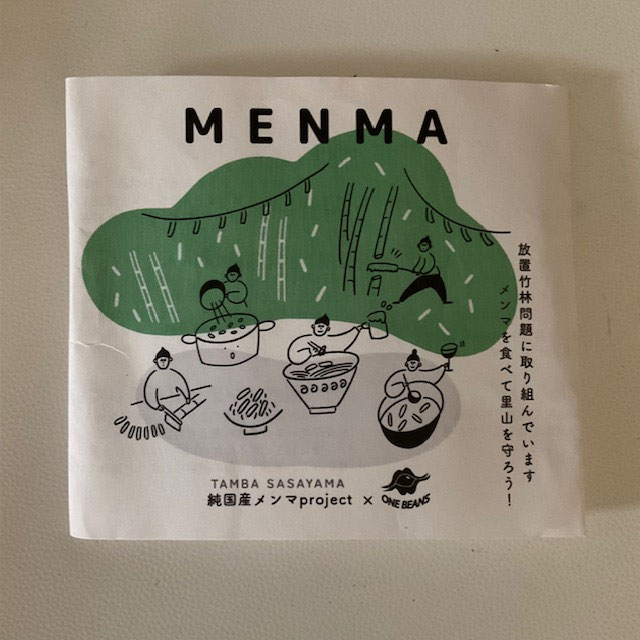 MENMA
放置竹林問題に取り組んでいます
メンマを食べて里山を守ろう！
TAMBA SASAYAMA
純国産メンマproject × ONE BEANS